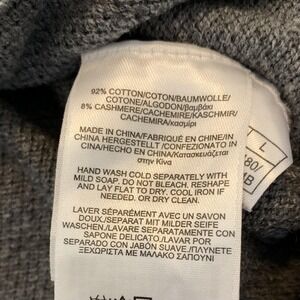 92% COTTON/COTON/BAUMWOLLE/
COTONE/ALGODON/βαμβάκι
8% CASHMERE/CACHEMIRE/KASCHMIR/
CACHEMIRA/κασμίρι
MADE IN CHINA/FABRIQUÉ EN CHINE/IN
CHINA HERGESTELLT /CONFEZIONATO IN
CINA/HECHO EN CHINA/Κατασκευάζεται
στην Κίνα
HAND WASH COLD SEPARATELY WITH
MILD SOAP. DO NOT BLEACH. RESHAPE
AND LAY FLAT TO DRY. COOL IRON IF
NEEDED. OR DRY CLEAN.
LAVER SÉPARÉMENT AVEC UN SAVON
DOUX./SEPARAT MIT MILDER SEIFE
WASCHEN./LAVARE SEPARATAMENTE CON
SAPONE DELICATO./LAVAR POR
SEPARADO CON JABÓN SUAVE./ΠΛΥΝΕΤΕ
ΞΕΧΩΡΙΣΤΑ ΜΕ ΜΑΛΑΚΟ ΣΑΠΟΥΝΙ
L